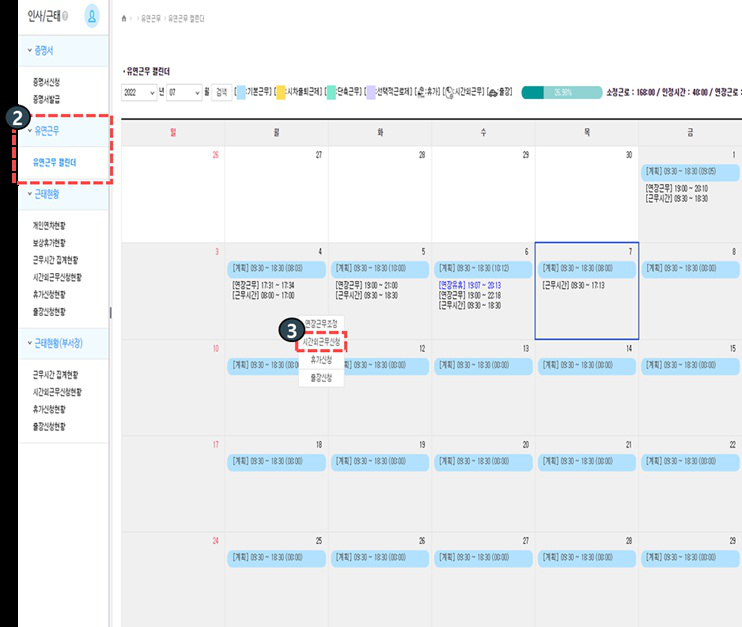 인사/근태
증명서
증명서신청
증명서발급
2
유연근무
유연근무 캘린더
근태현황
개인연차현황
보상휴가현황
근무시간 집계현황
시간외근무신청현황
휴가신청현황
출장신청현황
근태현황(부서장)
근무시간 집계현황
시간외근무신청현황
휴가신청현황
출장신청현황
유연근무 > 유연근무 캘린더
유연근무 캘린더
2022 년 07 월 검색 [ :기본근무] [ :시차출퇴근제] [ :단축근무] [ :선택적근로제] [ :휴가] [ :시간외근무] [ :출장] 소정근로 : 168:00 / 인정시간 : 48:00 / 연장근로 :
일 월 화 수 목 금
26 27 28 29 30 1
[계획] 09:30 ~ 18:30 (09:05)
[연장근무] 19:00 ~ 20:10
[근무시간] 09:30 ~ 18:30
3 4 5 6 7 8
[계획] 09:30 ~ 18:30 (08:00) [계획] 09:30 ~ 18:30 (10:00) [계획] 09:30 ~ 18:30 (10:12) [계획] 09:30 ~ 18:30 (08:00) [계획] 09:30 ~ 18:30 (00:00)
[연장근무] 17:31 ~ 17:34 [연장근무] 19:00 ~ 21:00 [연장유휴] 19:07 ~ 20:13 [근무시간] 09:30 ~ 17:13
[근무시간] 08:00 ~ 17:00 [근무시간] 09:30 ~ 18:30 [연장근무] 19:00 ~ 22:18
[근무시간] 09:30 ~ 18:30
3
연장근무조정
시간외근무신청
휴가신청
출장신청
10 12 13 14 15
[계획] 09:30 ~ 18:30 [계획] 09:30 ~ 18:30 (00:00) [계획] 09:30 ~ 18:30 (00:00) [계획] 09:30 ~ 18:30 (00:00) [계획] 09:30 ~ 18:30 (00:00)
17 18 19 20 21 22
[계획] 09:30 ~ 18:30 (00:00) [계획] 09:30 ~ 18:30 (00:00) [계획] 09:30 ~ 18:30 (00:00) [계획] 09:30 ~ 18:30 (00:00) [계획] 09:30 ~ 18:30 (00:00)
24 25 26 27 28 29
[계획] 09:30 ~ 18:30 (00:00) [계획] 09:30 ~ 18:30 (00:00) [계획] 09:30 ~ 18:30 (00:00) [계획] 09:30 ~ 18:30 (00:00) [계획] 09:30 ~ 18:30 (00:00)